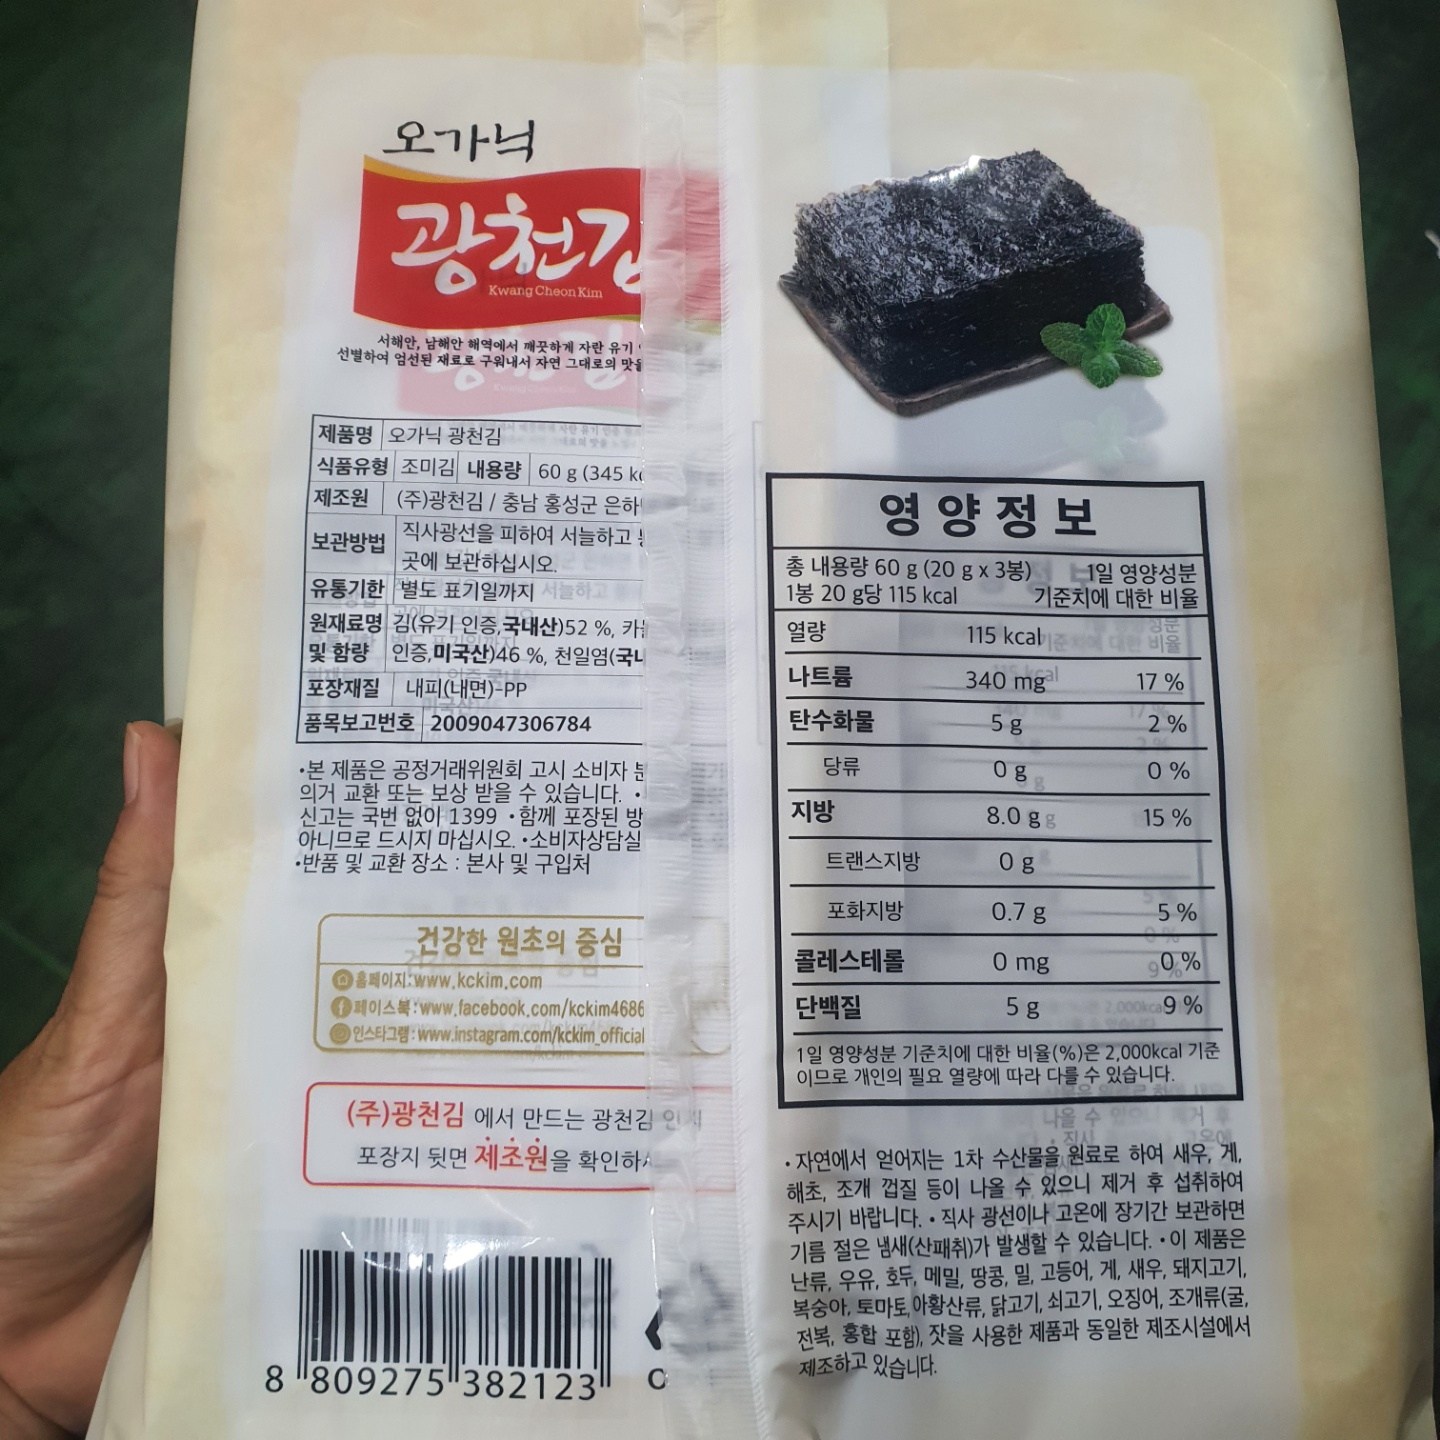 오가닉
광천김
Kwang Cheon Kim
서해안, 남해안 해역에서 깨끗하게 자란 유기
선별하여 엄선된 재료로 구워내서 자연 그대로의 맛을
제품명 오가닉 광천김
식품유형 조미김 내용량 60 g (345 kc
제조원 (주)광천김 / 충남 홍성군 은하
보관방법 직사광선을 피하여 서늘하고
곳에 보관하십시오.
유통기한 별도 표기일까지
원재료명 김(유기 인증,국내산)52 %, 카
및 함량 인증,미국산)46 %, 천일염(국내
포장재질 내피(내면)-PP
품목보고번호 2009047306784
•본 제품은 공정거래위원회 고시 소비자 분
의거 교환 또는 보상 받을 수 있습니다. •
신고는 국번 없이 1399 •함께 포장된 방
아니므로 드시지 마십시오. •소비자상담실
•반품 및 교환 장소 : 본사 및 구입처
건강한 원초의 중심
홈페이지:www.kckim.com
페이스북:www.facebook.com/kckim4686
인스타그램:www.instagram.com/kckim_official
(주)광천김 에서 만드는 광천김 인지
포장지 뒷면 제조원을 확인하
8 809275 382123
영양정보
총 내용량 60 g (20 g x 3봉) 1일 영양성분
1봉 20 g당 115 kcal 기준치에 대한 비율
열량 115 kcal
나트륨 340 mg 17 %
탄수화물 5 g 2 %
당류 0 g 0 %
지방 8.0 g 15 %
트랜스지방 0 g
포화지방 0.7 g 5 %
콜레스테롤 0 mg 0 %
단백질 5 g 9 %
1일 영양성분 기준치에 대한 비율(%)은 2,000kcal 기준
이므로 개인의 필요 열량에 따라 다를 수 있습니다.
•자연에서 얻어지는 1차 수산물을 원료로 하여 새우, 게,
해초, 조개 껍질 등이 나올 수 있으니 제거 후 섭취하여
주시기 바랍니다. • 직사 광선이나 고온에 장기간 보관하면
기름 절은 냄새(산패취)가 발생할 수 있습니다. •이 제품은
난류, 우유, 호두, 메밀, 땅콩, 밀, 고등어, 게, 새우, 돼지고기,
복숭아, 토마토, 아황산류, 닭고기, 쇠고기, 오징어, 조개류(굴,
전복, 홍합 포함), 잣을 사용한 제품과 동일한 제조시설에서
제조하고 있습니다.